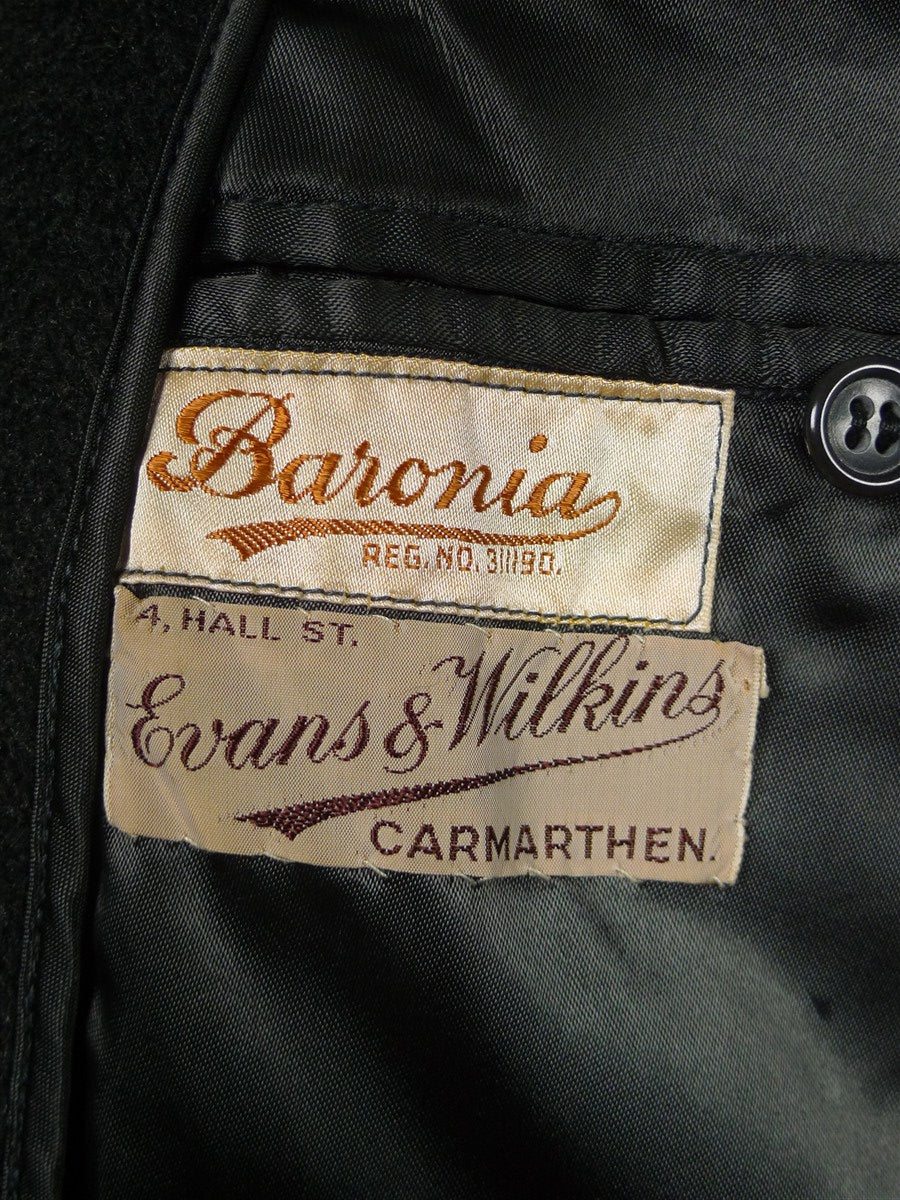 Baronia
REG. NO. 311190.
4, HALL ST.
Evans & Wilkins
CARMARTHEN.